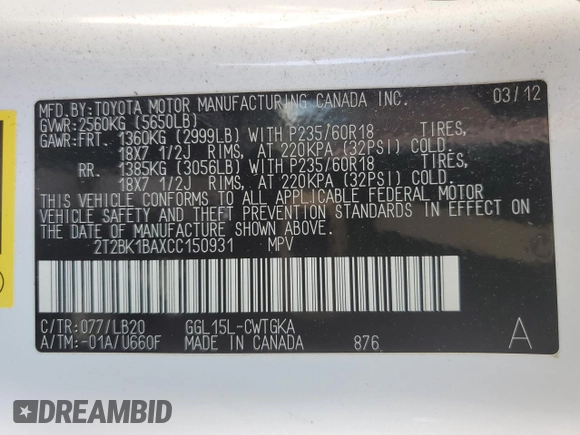 MFD.BY:TOYOTA MOTOR MANUFACTURING CANADA INC. 03/12
GVWR:2560KG (5650LB)
GAWR:FRT. 1360KG (2999LB) WITH P235/60R18 TIRES,
18X7 1/2J RIMS, AT 220KPA (32PSI) COLD.
RR. 1385KG (3056LB) WITH P235/60R18 TIRES,
18X7 1/2J RIMS, AT 220KPA (32PSI) COLD.
THIS VEHICLE CONFORMS TO ALL APPLICABLE FEDERAL MOTOR
VEHICLE SAFETY AND THEFT PREVENTION STANDARDS IN EFFECT ON
THE DATE OF MANUFACTURE SHOWN ABOVE.
2T2BK1BAXCC150931 MPV
C/TR:077/LB20 GGL15L-CWTGKA A
A/TM:-01A/U660F MADE IN CANADA 876
DREAMBID